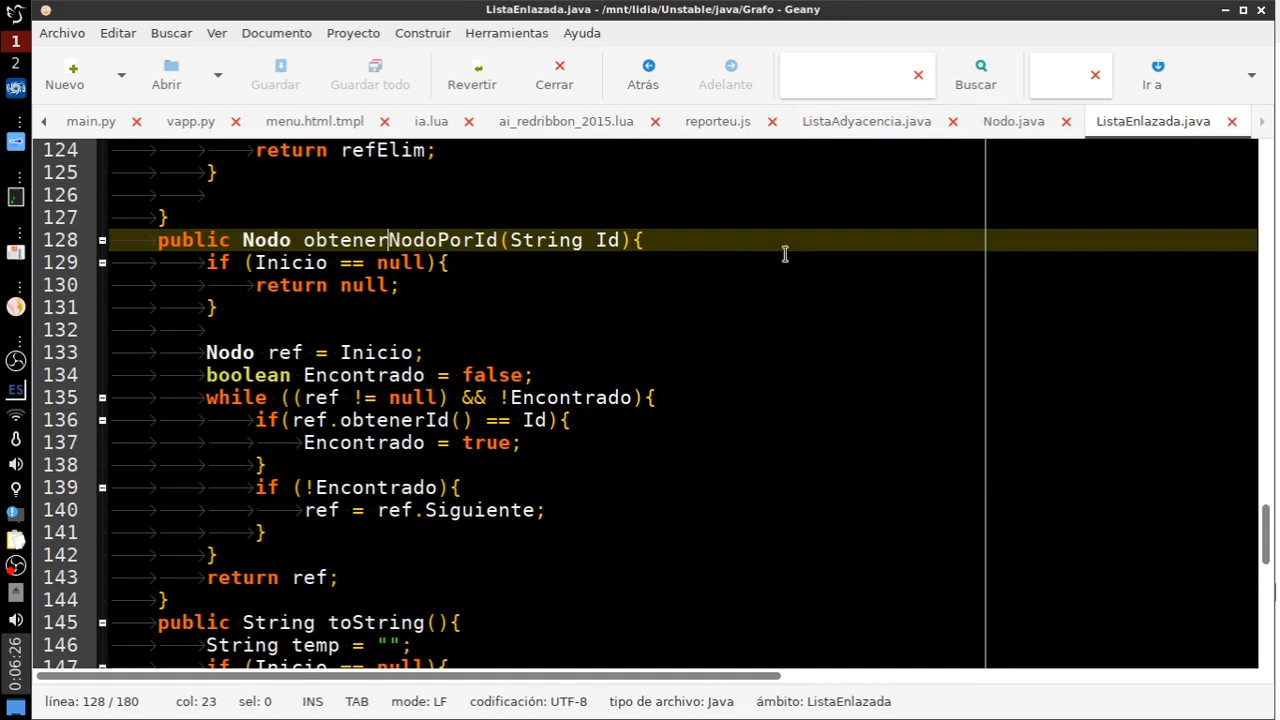 ListaEnlazada.java - /mnt/lidia/Unstable/java/Grafo - Geany
1
2
ES
0:06:26
Archivo Editar Buscar Ver Documento Proyecto Construir Herramientas Ayuda
Nuevo Abrir Guardar Guardar todo Revertir Cerrar Atrás Adelante Buscar Ir a
main.py vapp.py menu.html.tmpl ia.lua ai_redribbon_2015.lua reporteu.js ListaAdyacencia.java Nodo.java ListaEnlazada.java
124 return refElim;
125 }
126
127 }
128 public Nodo obtenerNodoPorId(String Id){
129 if (Inicio == null){
130 return null;
131 }
132
133 Nodo ref = Inicio;
134 boolean Encontrado = false;
135 while ((ref != null) && !Encontrado){
136 if(ref.obtenerId() == Id){
137 Encontrado = true;
138 }
139 if (!Encontrado){
140 ref = ref.Siguiente;
141 }
142 }
143 return ref;
144 }
145 public String toString(){
146 String temp = "";
147 if (Inicio == null){
línea: 128 / 180 col: 23 sel: 0 INS TAB mode: LF codificación: UTF-8 tipo de archivo: Java ámbito: ListaEnlazada